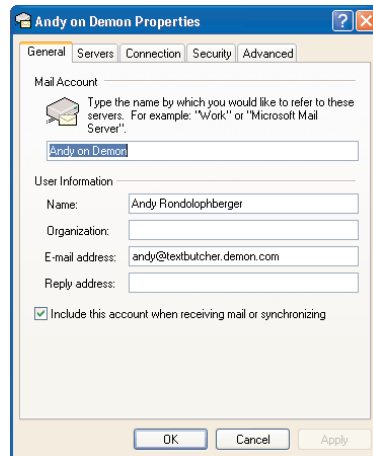 Andy on Demon Properties
General Servers Connection Security Advanced
Mail Account
Type the name by which you would like to refer to these
servers. For example: "Work" or "Microsoft Mail
Server".
Andy on Demon
User Information
Name: Andy Rondolophberger
Organization:
E-mail address: andy@textbutcher.demon.com
Reply address:
Include this account when receiving mail or synchronizing
OK Cancel Apply